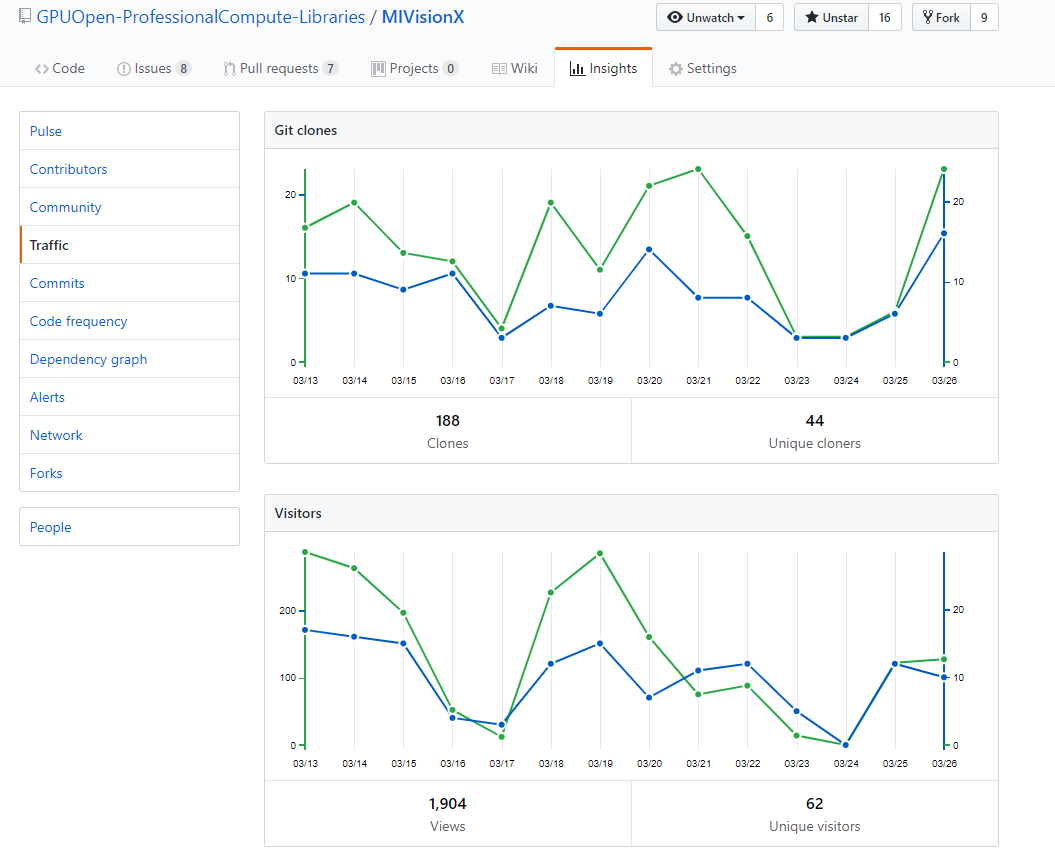 GPUOpen-ProfessionalCompute-Libraries / MIVisionX
Unwatch 6 Unstar 16 Fork 9
Code Issues 8 Pull requests 7 Projects 0 Wiki Insights Settings
Pulse
Contributors
Community
Traffic
Commits
Code frequency
Dependency graph
Alerts
Network
Forks
People
Git clones
20 20
10 10
0 0
03/13 03/14 03/15 03/16 03/17 03/18 03/19 03/20 03/21 03/22 03/23 03/24 03/25 03/26
188 44
Clones Unique cloners
Visitors
200 20
100 10
0 0
03/13 03/14 03/15 03/16 03/17 03/18 03/19 03/20 03/21 03/22 03/23 03/24 03/25 03/26
1,904 62
Views Unique visitors